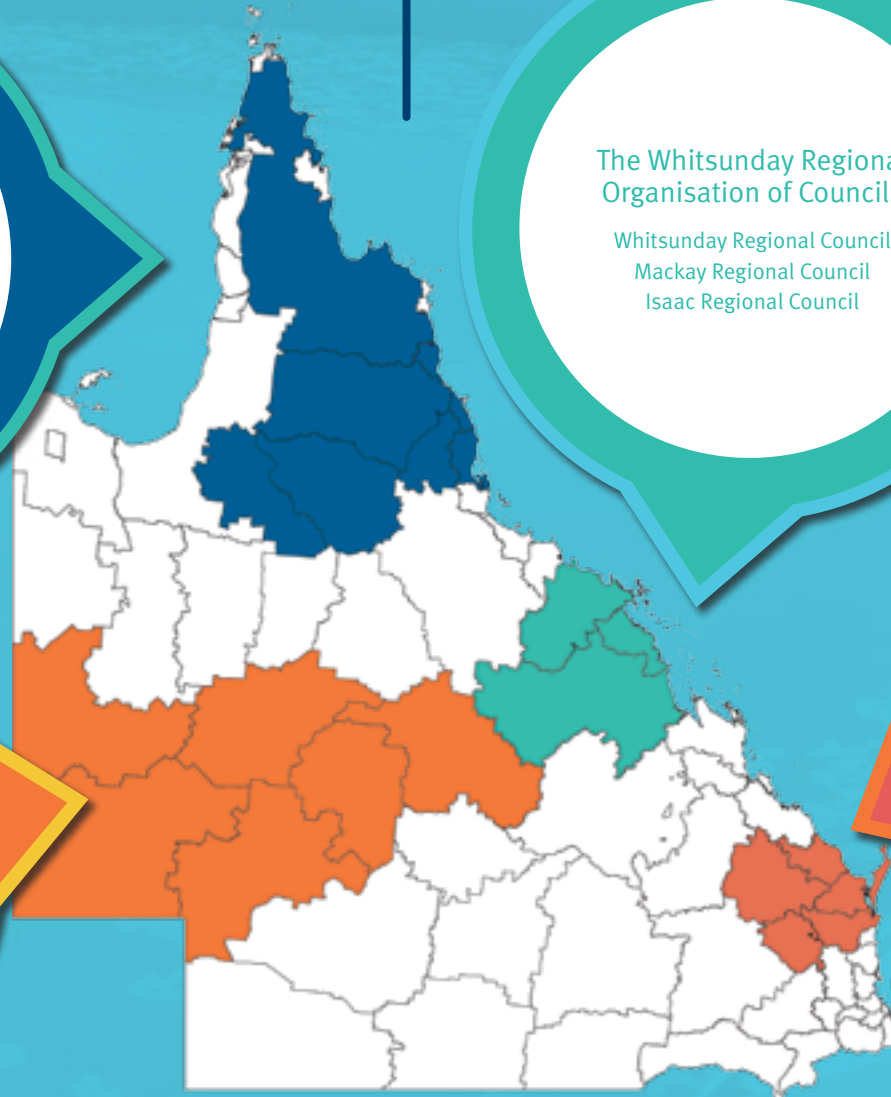 The Whitsunday Regiona
Organisation of Council
Whitsunday Regional Council
Mackay Regional Council
Isaac Regional Council